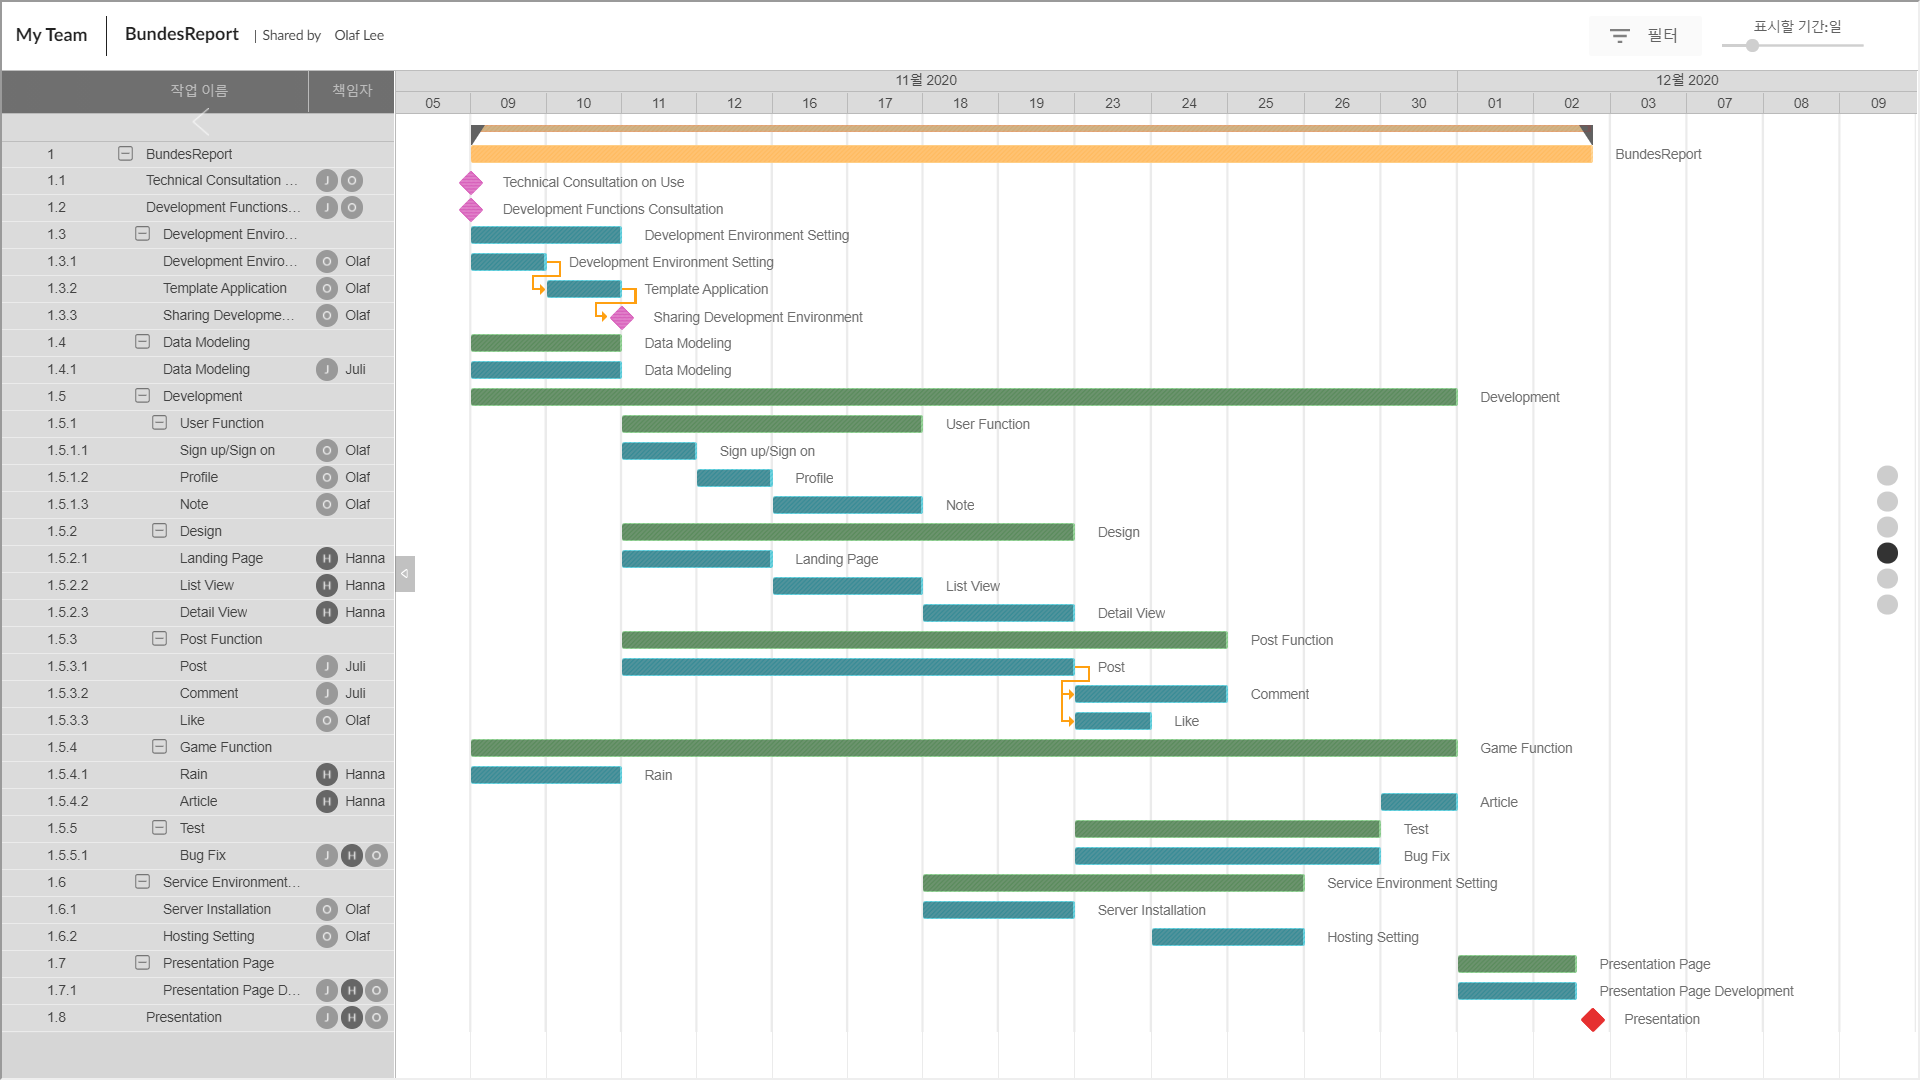 My Team BundesReport | Shared by Olaf Lee 필터 표시할 기간:일
작업 이름 책임자 11월 2020 12월 2020
05 09 10 11 12 16 17 18 19 23 24 25 26 30 01 02 03 07 08 09
1 BundesReport BundesReport
1.1 Technical Consultation ... J O Technical Consultation on Use
1.2 Development Functions... J O Development Functions Consultation
1.3 Development Enviro... Development Environment Setting
1.3.1 Development Enviro... O Olaf Development Environment Setting
1.3.2 Template Application O Olaf Template Application
1.3.3 Sharing Developme... O Olaf Sharing Development Environment
1.4 Data Modeling Data Modeling
1.4.1 Data Modeling J Juli Data Modeling
1.5 Development Development
1.5.1 User Function User Function
1.5.1.1 Sign up/Sign on O Olaf Sign up/Sign on
1.5.1.2 Profile O Olaf Profile
1.5.1.3 Note O Olaf Note
1.5.2 Design Design
1.5.2.1 Landing Page H Hanna Landing Page
1.5.2.2 List View H Hanna List View
1.5.2.3 Detail View H Hanna Detail View
1.5.3 Post Function Post Function
1.5.3.1 Post J Juli Post
1.5.3.2 Comment J Juli Comment
1.5.3.3 Like O Olaf Like
1.5.4 Game Function Game Function
1.5.4.1 Rain H Hanna Rain
1.5.4.2 Article H Hanna Article
1.5.5 Test Test
1.5.5.1 Bug Fix J H O Bug Fix
1.6 Service Environment... Service Environment Setting
1.6.1 Server Installation O Olaf Server Installation
1.6.2 Hosting Setting O Olaf Hosting Setting
1.7 Presentation Page Presentation Page
1.7.1 Presentation Page D... J H O Presentation Page Development
1.8 Presentation J H O Presentation